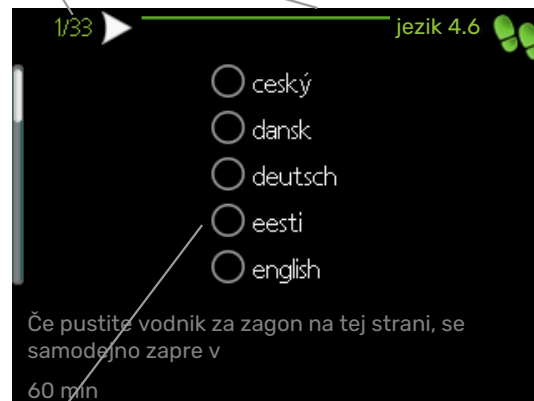 1/33
jezik 4.6
ceský
dansk
deutsch
eesti
english
Če pustite vodnik za zagon na tej strani, se
samodejno zapre v
60 min